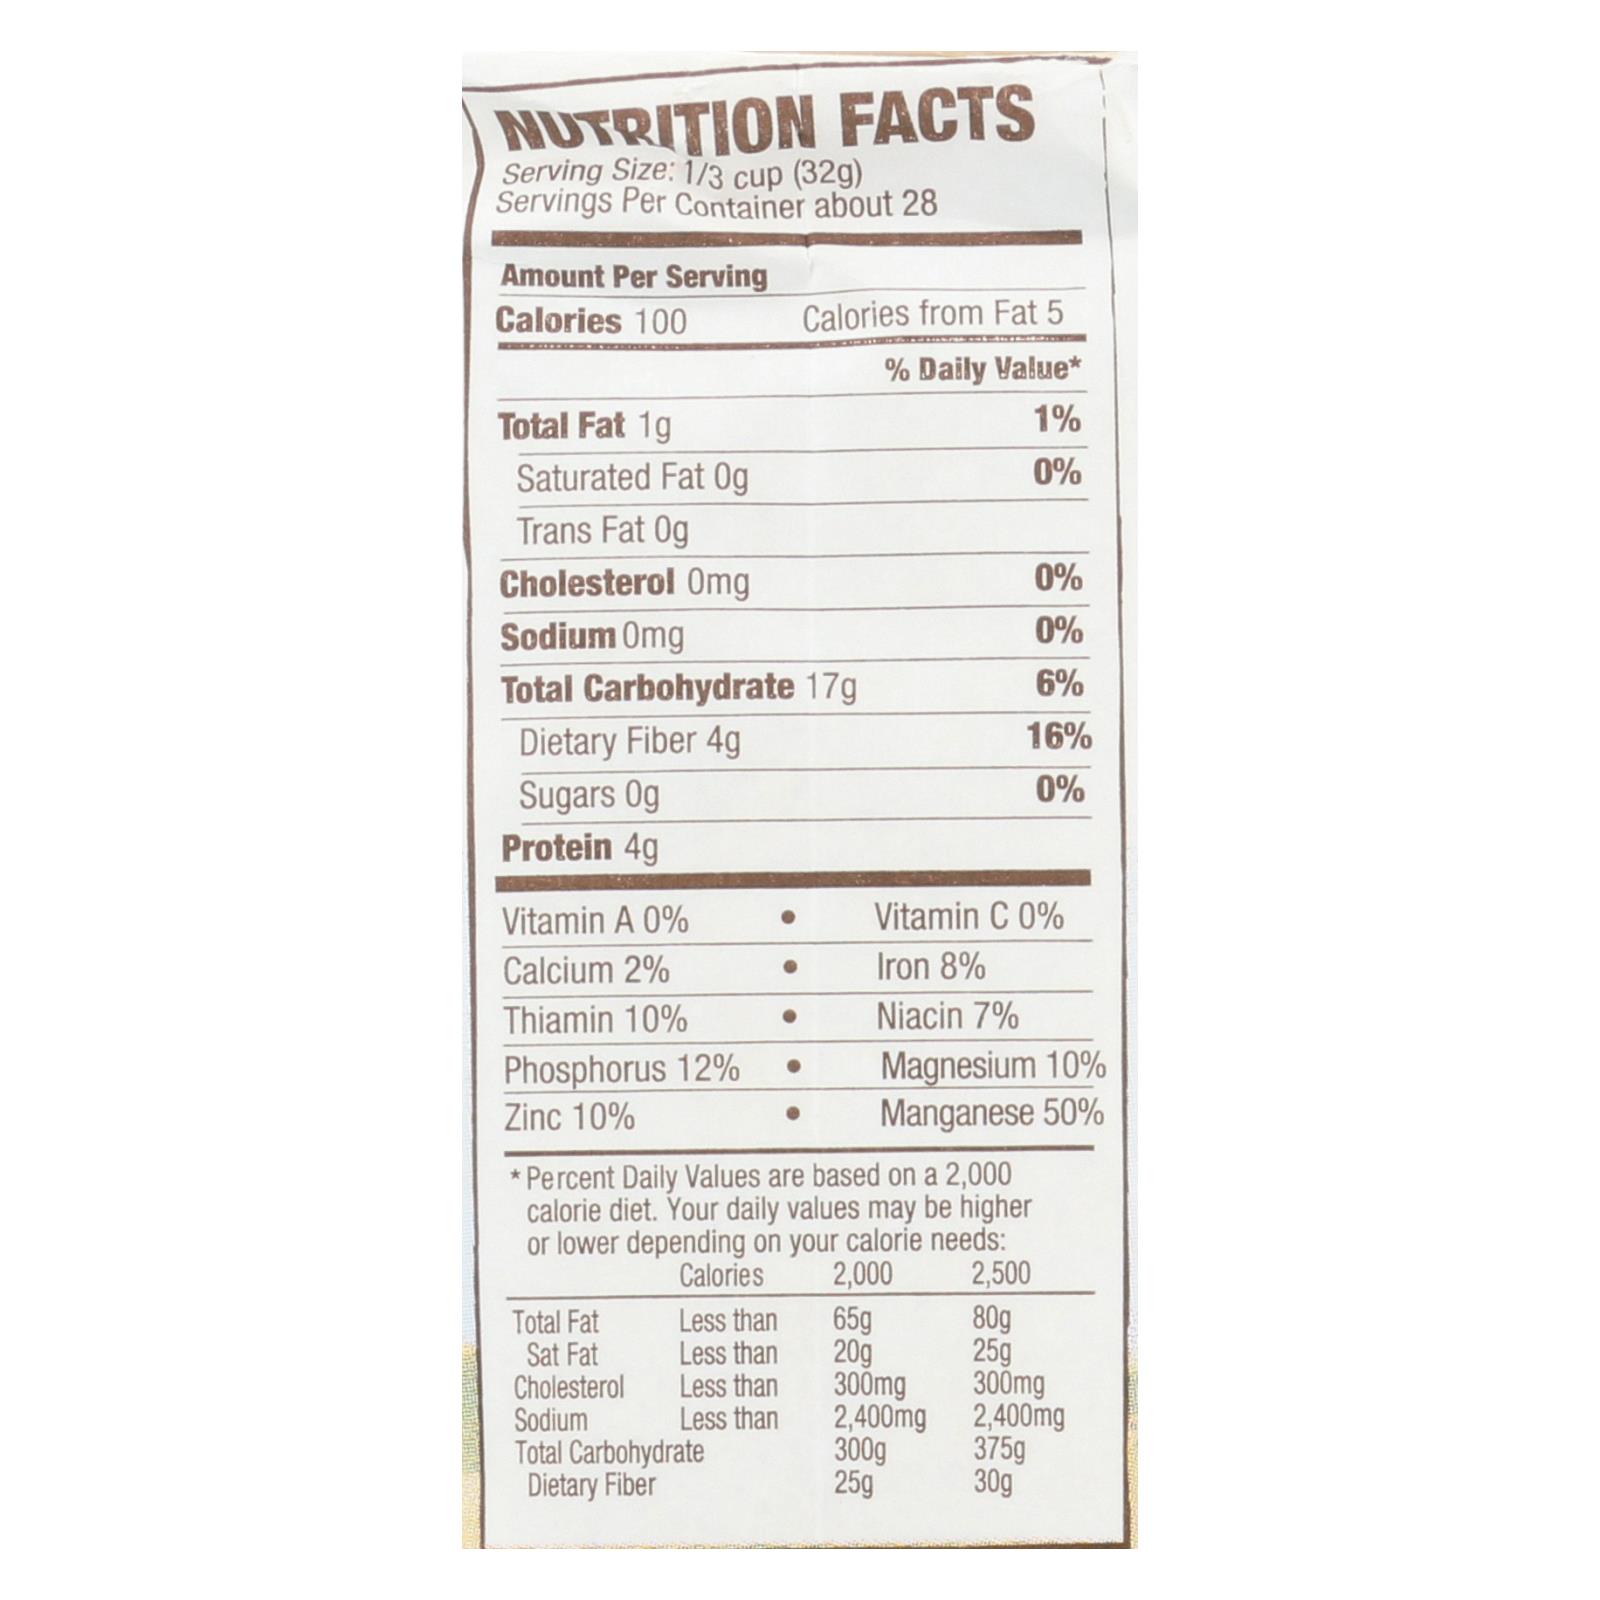 NUTRITION FACTS
Serving Size: 1/3 cup (32g)
Servings Per Container about 28
Amount Per Serving
Calories 100 Calories from Fat 5
% Daily Value*
Total Fat 1g 1%
Saturated Fat 0g 0%
Trans Fat 0g
Cholesterol 0mg 0%
Sodium 0mg 0%
Total Carbohydrate 17g 6%
Dietary Fiber 4g 16%
Sugars 0g 0%
Protein 4g
Vitamin A 0% • Vitamin C 0%
Calcium 2% • Iron 8%
Thiamin 10% • Niacin 7%
Phosphorus 12% • Magnesium 10%
Zinc 10% • Manganese 50%
* Percent Daily Values are based on a 2,000
calorie diet. Your daily values may be higher
or lower depending on your calorie needs:
Calories 2,000 2,500
Total Fat Less than 65g 80g
Sat Fat Less than 20g 25g
Cholesterol Less than 300mg 300mg
Sodium Less than 2,400mg 2,400mg
Total Carbohydrate 300g 375g
Dietary Fiber 25g 30g